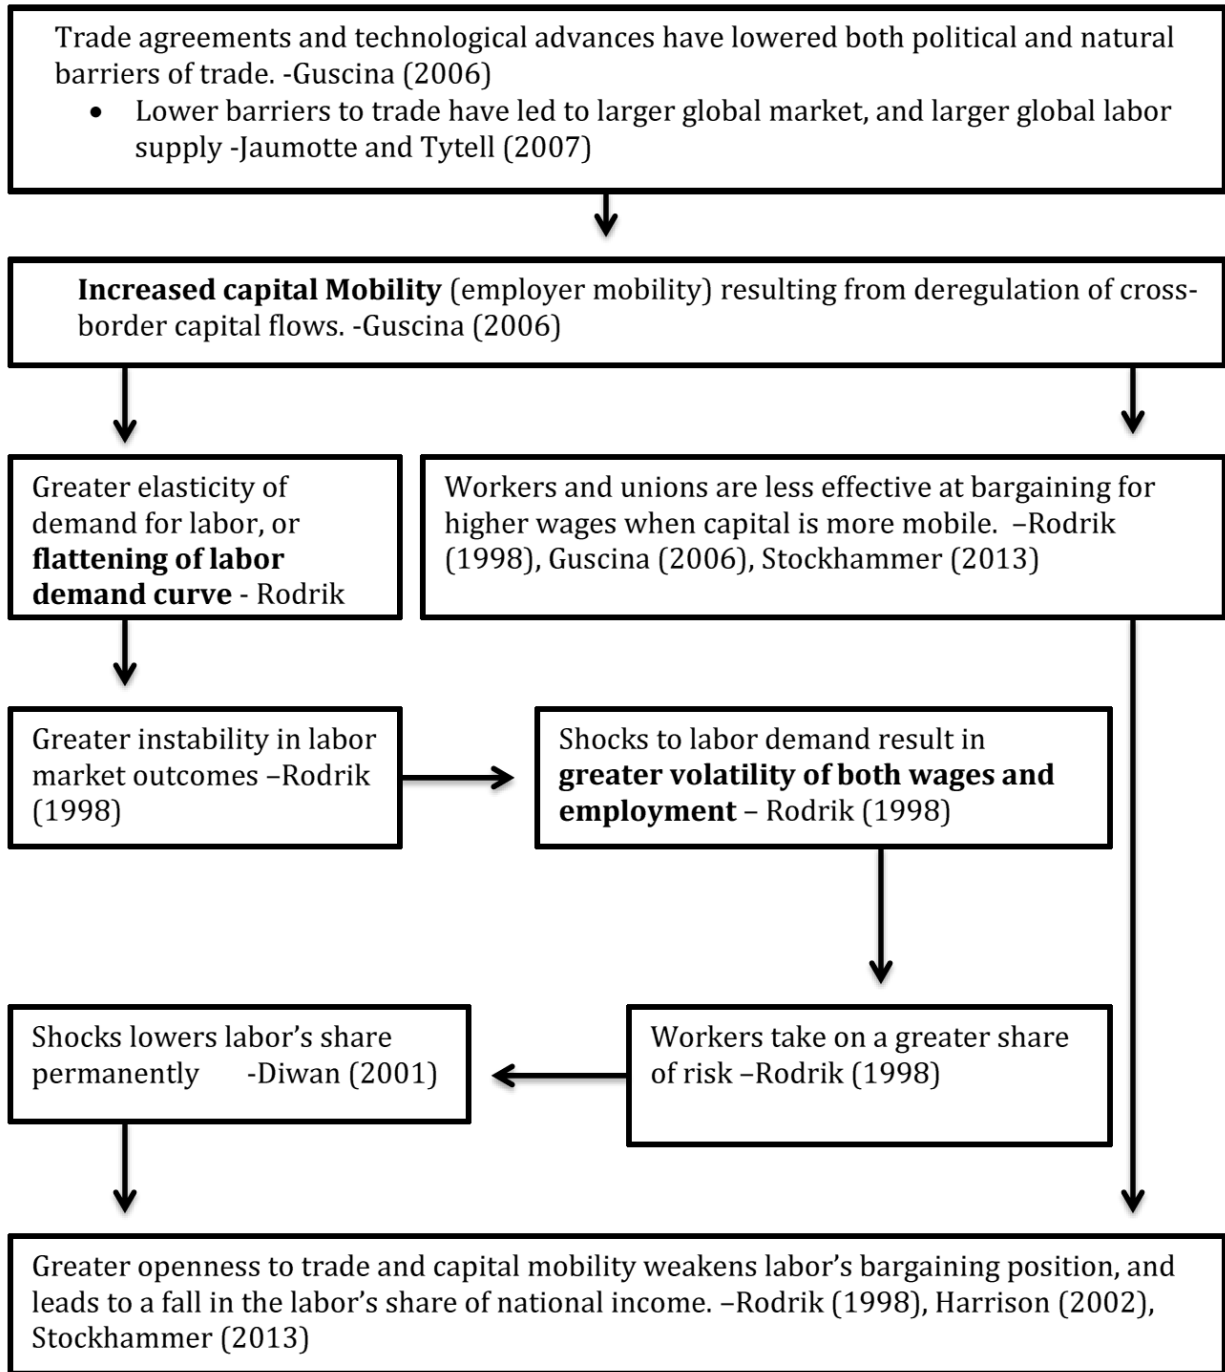 Trade agreements and technological advances have lowered both political and natural
barriers of trade. -Guscina (2006)
• Lower barriers to trade have led to larger global market, and larger global labor
supply -Jaumotte and Tytell (2007)
Increased capital Mobility (employer mobility) resulting from deregulation of cross-
border capital flows. -Guscina (2006)
Greater elasticity of
demand for labor, or
flattening of labor
demand curve - Rodrik
Workers and unions are less effective at bargaining for
higher wages when capital is more mobile. –Rodrik
(1998), Guscina (2006), Stockhammer (2013)
Greater instability in labor
market outcomes –Rodrik
(1998)
Shocks to labor demand result in
greater volatility of both wages and
employment – Rodrik (1998)
Shocks lowers labor’s share
permanently -Diwan (2001)
Workers take on a greater share
of risk –Rodrik (1998)
Greater openness to trade and capital mobility weakens labor’s bargaining position, and
leads to a fall in the labor’s share of national income. –Rodrik (1998), Harrison (2002),
Stockhammer (2013)